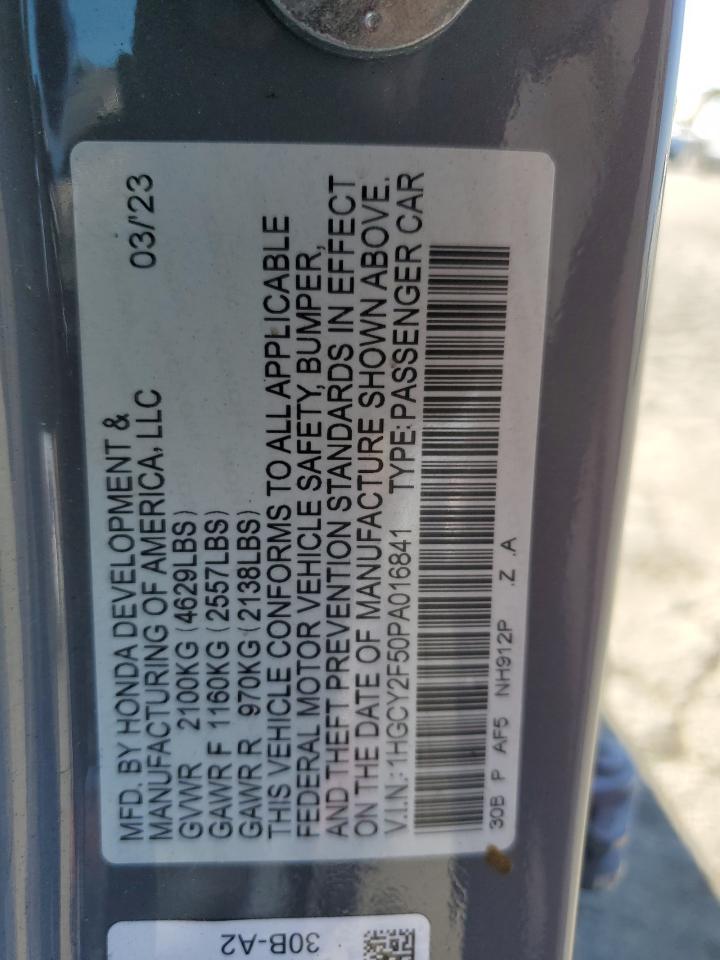 MFD. BY HONDA DEVELOPMENT &
MANUFACTURING OF AMERICA, LLC 03/'23
GVWR 2100KG (4629LBS)
GAWR F 1160KG (2557LBS)
GAWR R 970KG (2138LBS)
THIS VEHICLE CONFORMS TO ALL APPLICABLE
FEDERAL MOTOR VEHICLE SAFETY, BUMPER,
AND THEFT PREVENTION STANDARDS IN EFFECT
ON THE DATE OF MANUFACTURE SHOWN ABOVE.
V.I.N.: 1HGCY2F50PA016841 TYPE: PASSENGER CAR
30B P AF5 NH912P .Z .A
30B-A2